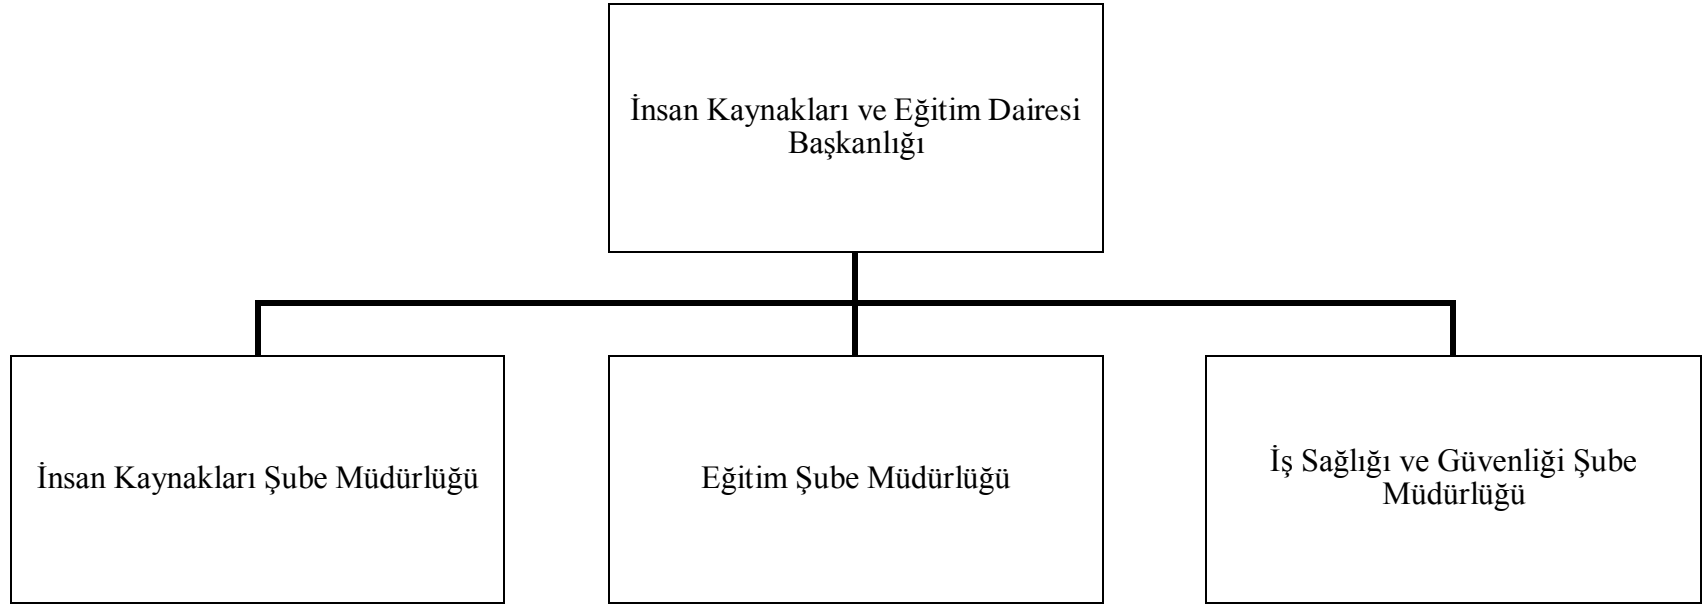 İnsan Kaynakları ve Eğitim Dairesi
Başkanlığı
İnsan Kaynakları Şube Müdürlüğü
Eğitim Şube Müdürlüğü
İş Sağlığı ve Güvenliği Şube
Müdürlüğü